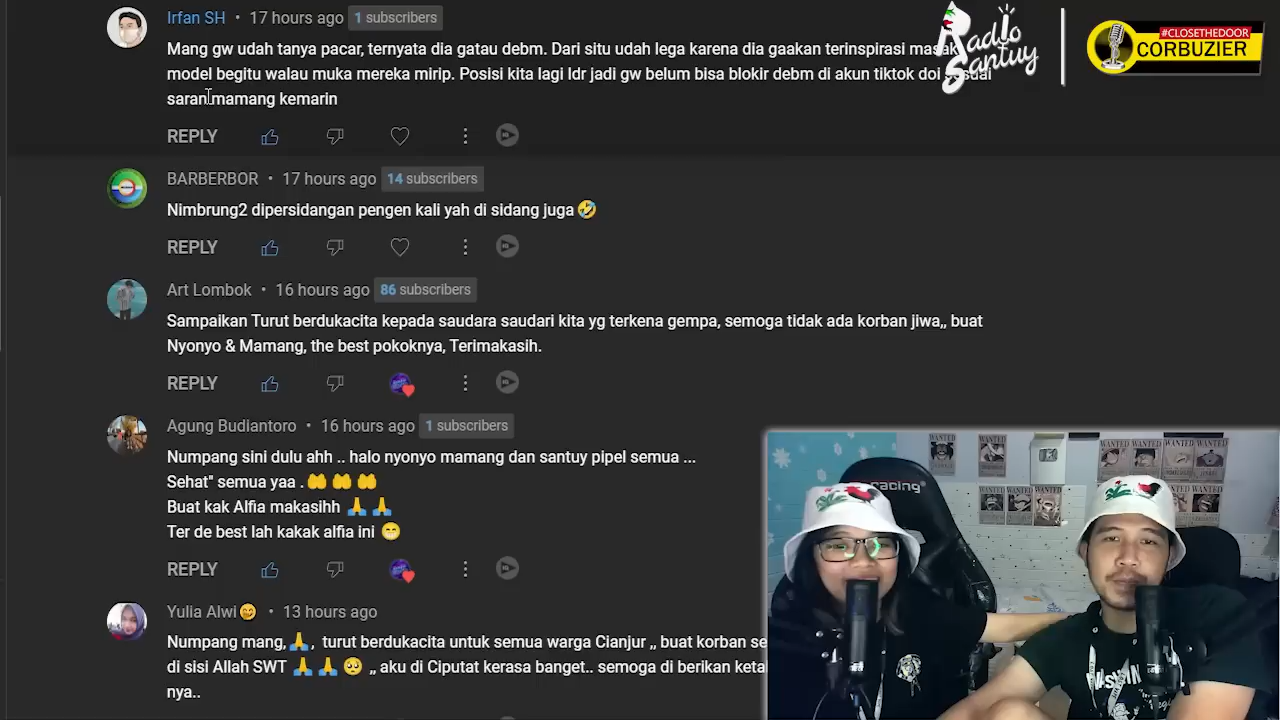 Irfan SH • 17 hours ago 1 subscribers
Mang gw udah tanya pacar, ternyata dia gatau debm. Dari situ udah lega karena dia gaakan terinspirasi
model begitu walau muka mereka mirip. Posisi kita lagi ldr jadi gw belum bisa blokir debm di akun tiktok doi
saran mamang kemarin
REPLY
BARBERBOR • 17 hours ago 14 subscribers
Nimbrung2 dipersidangan pengen kali yah di sidang juga 🤣
REPLY
Art Lombok • 16 hours ago 86 subscribers
Sampaikan Turut berdukacita kepada saudara saudari kita yg terkena gempa, semoga tidak ada korban jiwa,, buat
Nyonyo & Mamang, the best pokoknya, Terimakasih.
REPLY
Agung Budiantoro • 16 hours ago 1 subscribers
Numpang sini dulu ahh .. halo nyonyo mamang dan santuy pipel semua ...
Sehat" semua yaa . 🤲 🤲 🤲
Buat kak Alfia makasihh 🙏 🙏
Ter de best lah kakak alfia ini 😁
REPLY
Yulia Alwi😋 • 13 hours ago
Numpang mang,🙏, turut berdukacita untuk semua warga Cianjur ,, buat korban
di sisi Allah SWT 🙏 🙏 🥺 ,, aku di Ciputat kerasa banget.. semoga di berikan
nya..
Radio
Santuy
#CLOSETHEDOOR
CORBUZIER
racing
WANTED WANTED WANTED WANTED